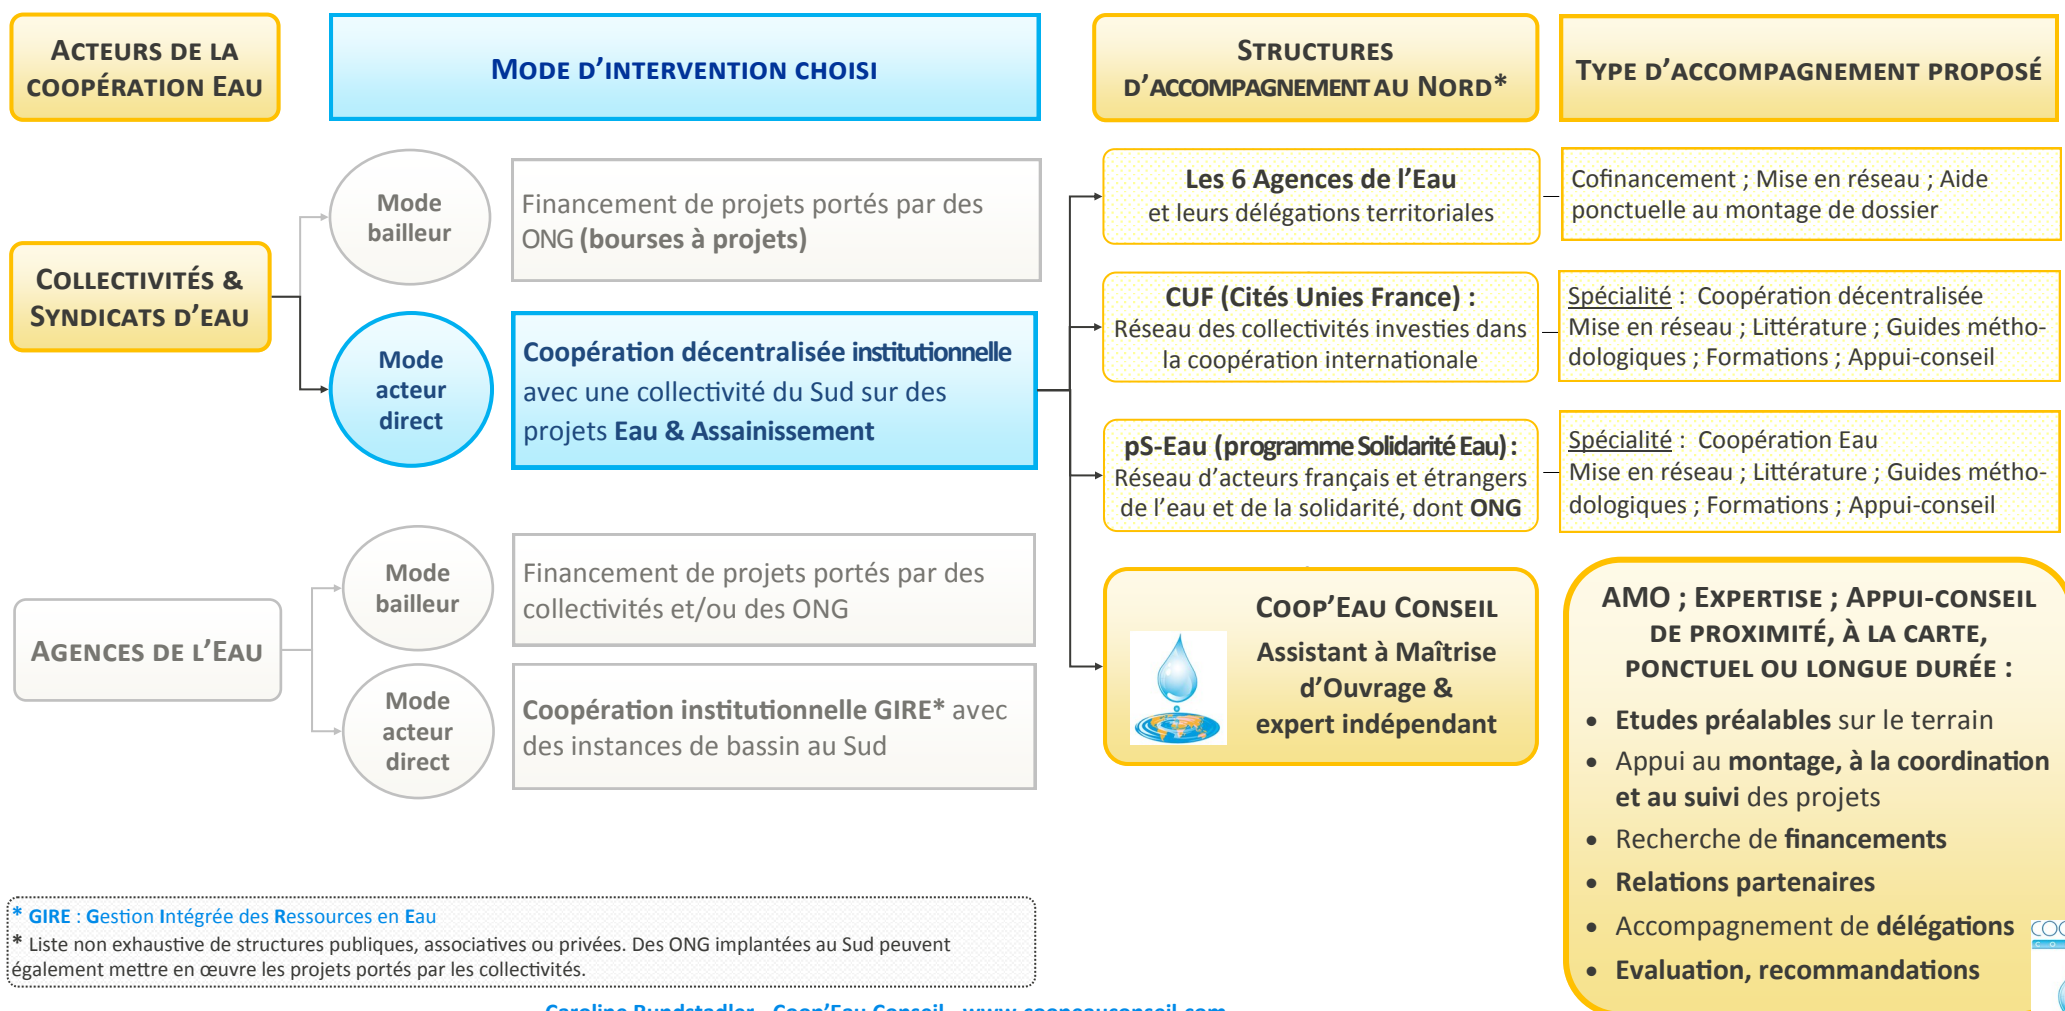 ACTEURS DE LA
COOPÉRATION EAU
MODE D'INTERVENTION CHOISI
STRUCTURES
D'ACCOMPAGNEMENT AU NORD*
TYPE D'ACCOMPAGNEMENT PROPOSÉ
COLLECTIVITÉS &
SYNDICATS D'EAU
Mode
bailleur
Financement de projets portés par des
ONG (bourses à projets)
Mode
acteur
direct
Coopération décentralisée institutionnelle
avec une collectivité du Sud sur des
projets Eau & Assainissement
Les 6 Agences de l'Eau
et leurs délégations territoriales
Cofinancement ; Mise en réseau ; Aide
ponctuelle au montage de dossier
CUF (Cités Unies France) :
Réseau des collectivités investies dans
la coopération internationale
Spécialité : Coopération décentralisée
Mise en réseau ; Littérature ; Guides métho-
dologiques ; Formations ; Appui-conseil
pS-Eau (programme Solidarité Eau) :
Réseau d'acteurs français et étrangers
de l'eau et de la solidarité, dont ONG
Spécialité : Coopération Eau
Mise en réseau ; Littérature ; Guides métho-
dologiques ; Formations ; Appui-conseil
AGENCES DE L'EAU
Mode
bailleur
Financement de projets portés par des
collectivités et/ou des ONG
Mode
acteur
direct
Coopération institutionnelle GIRE* avec
des instances de bassin au Sud
COOP'EAU CONSEIL
Assistant à Maîtrise
d'Ouvrage &
expert indépendant
AMO ; EXPERTISE ; APPUI-CONSEIL
DE PROXIMITÉ, À LA CARTE,
PONCTUEL OU LONGUE DURÉE :
• Etudes préalables sur le terrain
• Appui au montage, à la coordination
et au suivi des projets
• Recherche de financements
• Relations partenaires
• Accompagnement de délégations
• Evaluation, recommandations
* GIRE : Gestion Intégrée des Ressources en Eau
* Liste non exhaustive de structures publiques, associatives ou privées. Des ONG implantées au Sud peuvent
également mettre en œuvre les projets portés par les collectivités.
Caroline Rundstadler - Coop'Eau Conseil - www.coopeauconseil.com